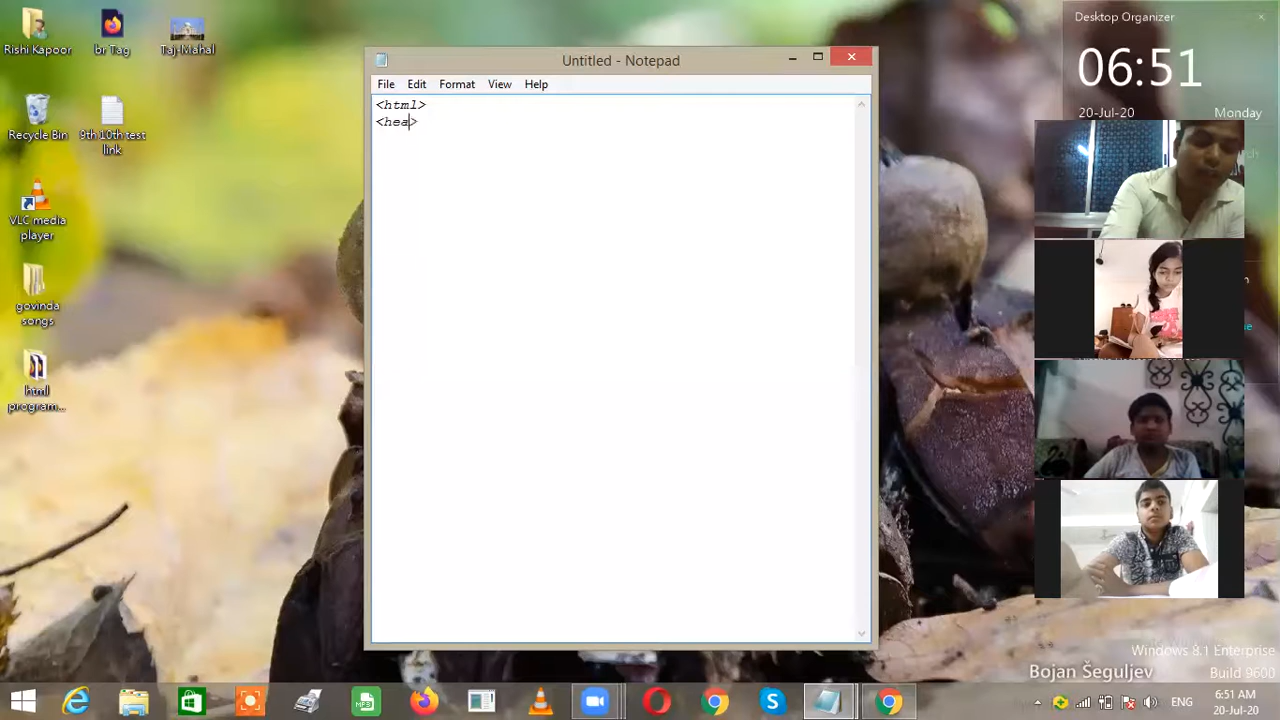 Rishi Kapoor
br Tag
Taj-Mahal
Recycle Bin
9th 10th test
link
VLC media
player
govinda
songs
html
program...
Untitled - Notepad
File Edit Format View Help
<html>
<hea>
Desktop Organizer
06:51
20-Jul-20 Monday
Windows 8.1 Enterprise
Bojan Šeguljev
Build 9600
MP3
ENG
6:51 AM
20-Jul-20